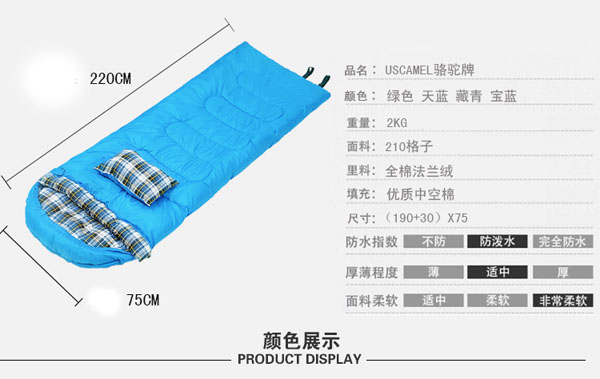 220CM
75CM
品名： USCAMEL骆驼牌
颜色： 绿色 天蓝 藏青 宝蓝
重量： 2KG
面料： 210格子
里料： 全棉法兰绒
填充： 优质中空棉
尺寸：（190+30）X75
防水指数 不防 防泼水 完全防水
厚薄程度 薄 适中 厚
面料柔软 适中 柔软 非常柔软
颜色展示
PRODUCT DISPLAY